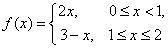 f(x)={2x, 0≤x<1,
3−x, 1≤x≤2